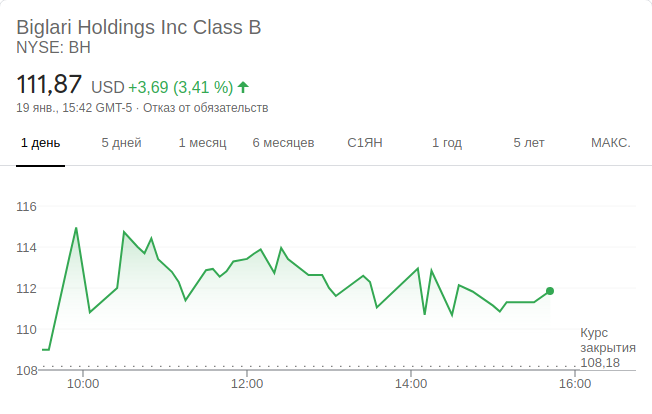 Biglari Holdings Inc Class B
NYSE: BH
111,87 USD +3,69 (3,41 %)
19 янв., 15:42 GMT-5 · Отказ от обязательств
1 день 5 дней 1 месяц 6 месяцев С1ЯН 1 год 5 лет МАКС.
116
114
112
110
Курс
закрытия
108,18
108
10:00 12:00 14:00 16:00